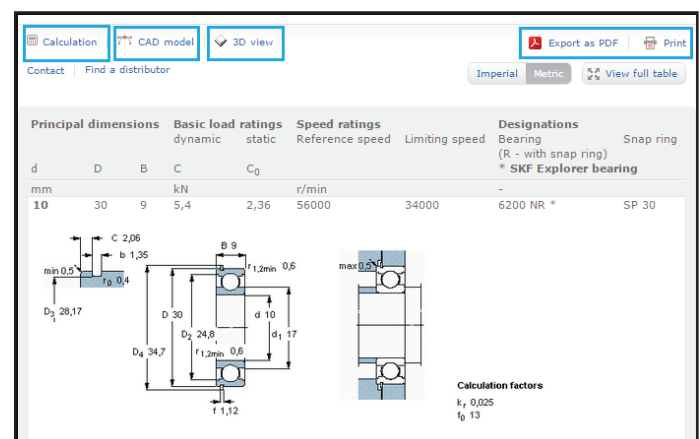 Calculation CAD model 3D view Export as PDF Print
Contact Find a distributor Imperial Metric View full table
Principal dimensions Basic load ratings Speed ratings Designations
dynamic static Reference speed Limiting speed Bearing Snap ring
(R - with snap ring)
d D B C C0 * SKF Explorer bearing
mm kN r/min -
10 30 9 5,4 2,36 56000 34000 6200 NR * SP 30
C 2,06
b 1,35
B 9
min 0,5
r0 0,4
r1,2min 0,6
max 0,5
D3 28,17
D 30
d 10
D2 24,8
d1 17
D4 34,7
r1,2min 0,6
f 1,12
Calculation factors
kr 0,025
f0 13